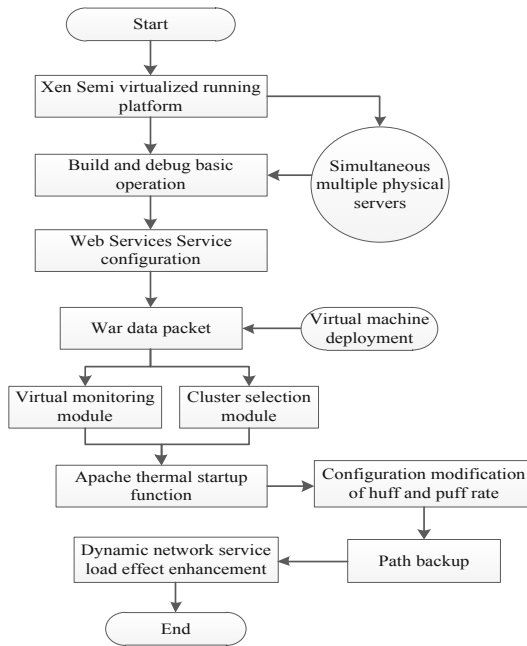 Start
Xen Semi virtualized running
platform
Build and debug basic
operation
Simultaneous
multiple physical
servers
Web Services Service
configuration
War data packet
Virtual machine
deployment
Virtual monitoring
module
Cluster selection
module
Apache thermal startup
function
Configuration modification
of huff and puff rate
Dynamic network service
load effect enhancement
Path backup
End